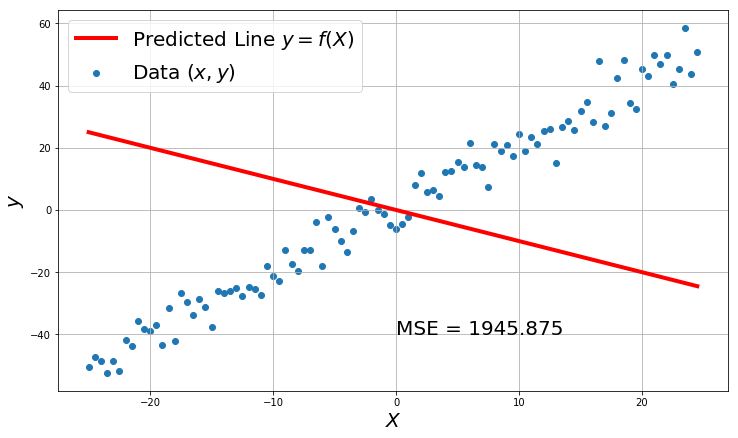 Predicted Line y = f(X)
Data (x, y)
60
40
20
0
−20
−40
y
MSE = 1945.875
−20
−10
0
10
20
X